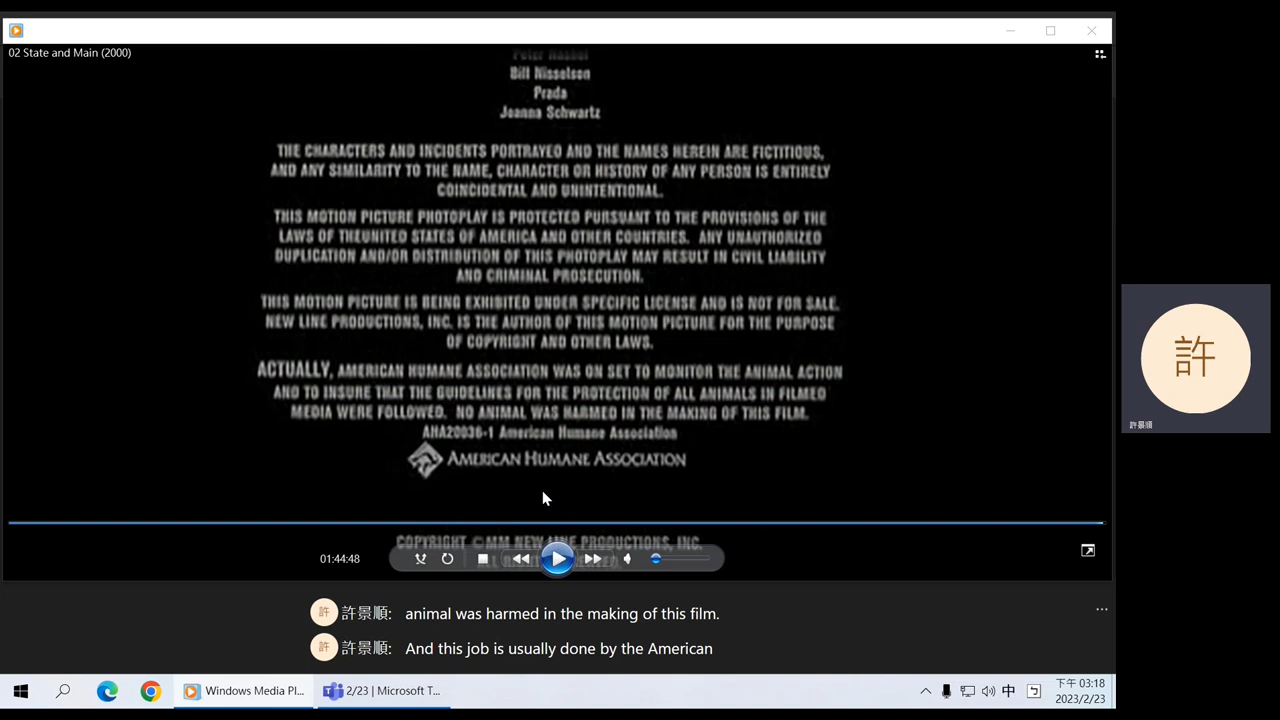 02 State and Main (2000)
Bill Nisselson
Prada
Joanna Schwartz
THE CHARACTERS AND INCIDENTS PORTRAYED AND THE NAMES HEREIN ARE FICTITIOUS,
AND ANY SIMILARITY TO THE NAME, CHARACTER OR HISTORY OF ANY PERSON IS ENTIRELY
COINCIDENTAL AND UNINTENTIONAL.
THIS MOTION PICTURE PHOTOPLAY IS PROTECTED PURSUANT TO THE PROVISIONS OF THE
LAWS OF THEUNITED STATES OF AMERICA AND OTHER COUNTRIES. ANY UNAUTHORIZED
DUPLICATION AND/OR DISTRIBUTION OF THIS PHOTOPLAY MAY RESULT IN CIVIL LIABILITY
AND CRIMINAL PROSECUTION.
THIS MOTION PICTURE IS BEING EXHIBITED UNDER SPECIFIC LICENSE AND IS NOT FOR SALE.
NEW LINE PRODUCTIONS, INC. IS THE AUTHOR OF THIS MOTION PICTURE FOR THE PURPOSE
OF COPYRIGHT AND OTHER LAWS.
ACTUALLY, AMERICAN HUMANE ASSOCIATION WAS ON SET TO MONITOR THE ANIMAL ACTION
AND TO INSURE THAT THE GUIDELINES FOR THE PROTECTION OF ALL ANIMALS IN FILMED
MEDIA WERE FOLLOWED. NO ANIMAL WAS HARMED IN THE MAKING OF THIS FILM.
AHA20036-1 American Humane Association
AMERICAN HUMANE ASSOCIATION
COPYRIGHT © MM NEW LINE PRODUCTIONS, INC.
01:44:48
許
許景順
許 許景順: animal was harmed in the making of this film.
許 許景順: And this job is usually done by the American
Windows Media Pl...
2/23 | Microsoft T...
中
下午 03:18
2023/2/23